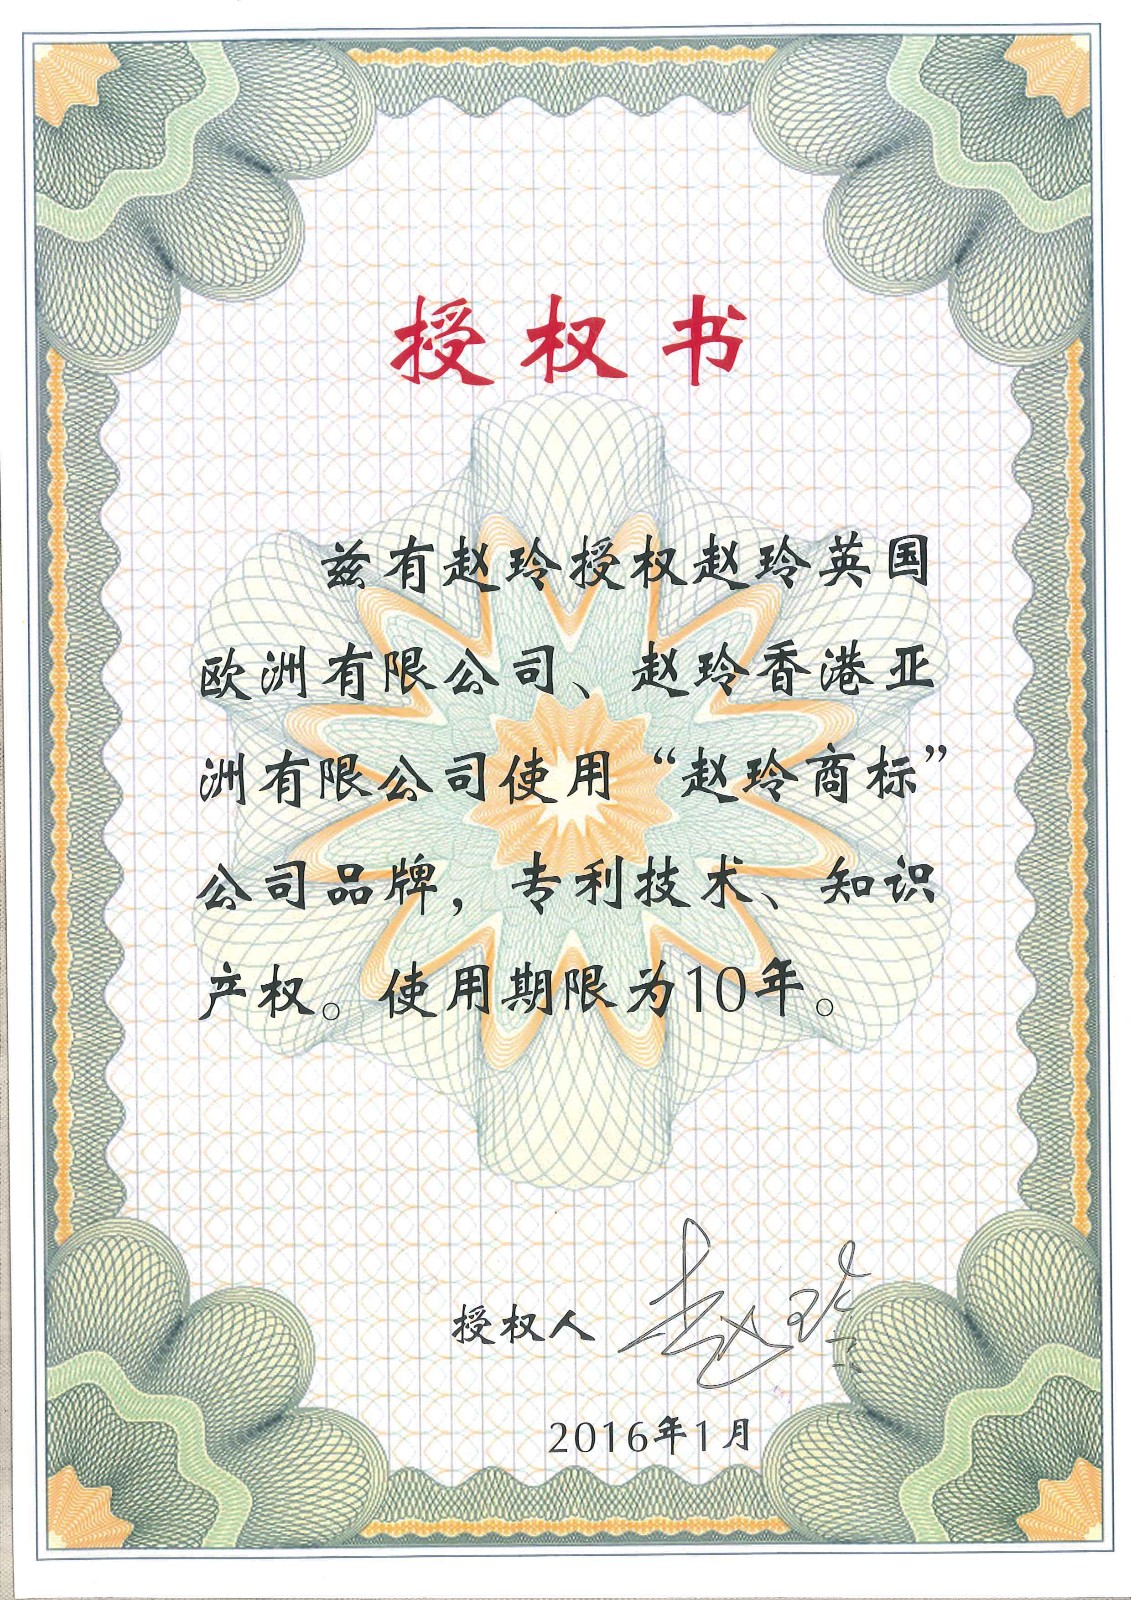 授权书
兹有赵玲授权赵玲英国
欧洲有限公司、赵玲香港亚
洲有限公司使用“赵玲商标”
公司品牌，专利技术、知识
产权。使用期限为10年。
授权人 赵玲
2016年1月